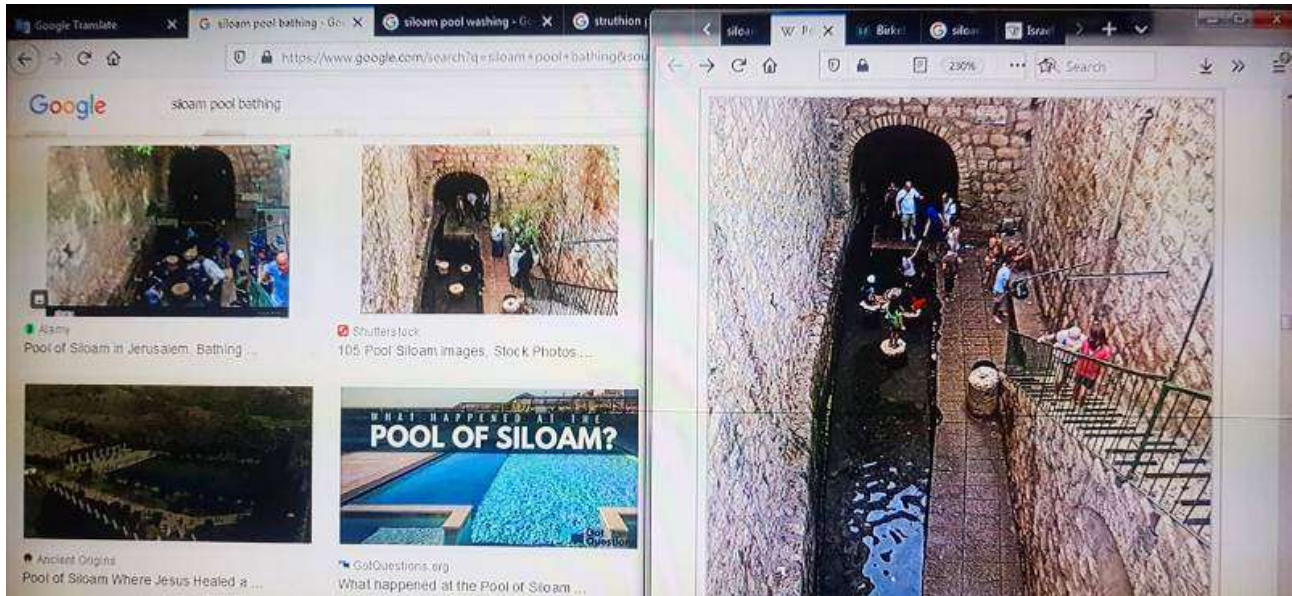 Google Translate
siloam pool bathing - Go
siloam pool washing - G
struthion
siloa
Birke
siloa
Israe
https://www.google.com/search?q=siloam+pool+bathing&sou
230%
Search
Google
siloam pool bathing
Alamy
Pool of Siloam in Jerusalem. Bathing ...
Shutterstock
105 Pool Siloam Images, Stock Photos ...
WHAT HAPPENED AT THE
POOL OF SILOAM?
Got
Questions
Ancient Origins
Pool of Siloam Where Jesus Healed a ...
GotQuestions.org
What happened at the Pool of Siloam ...